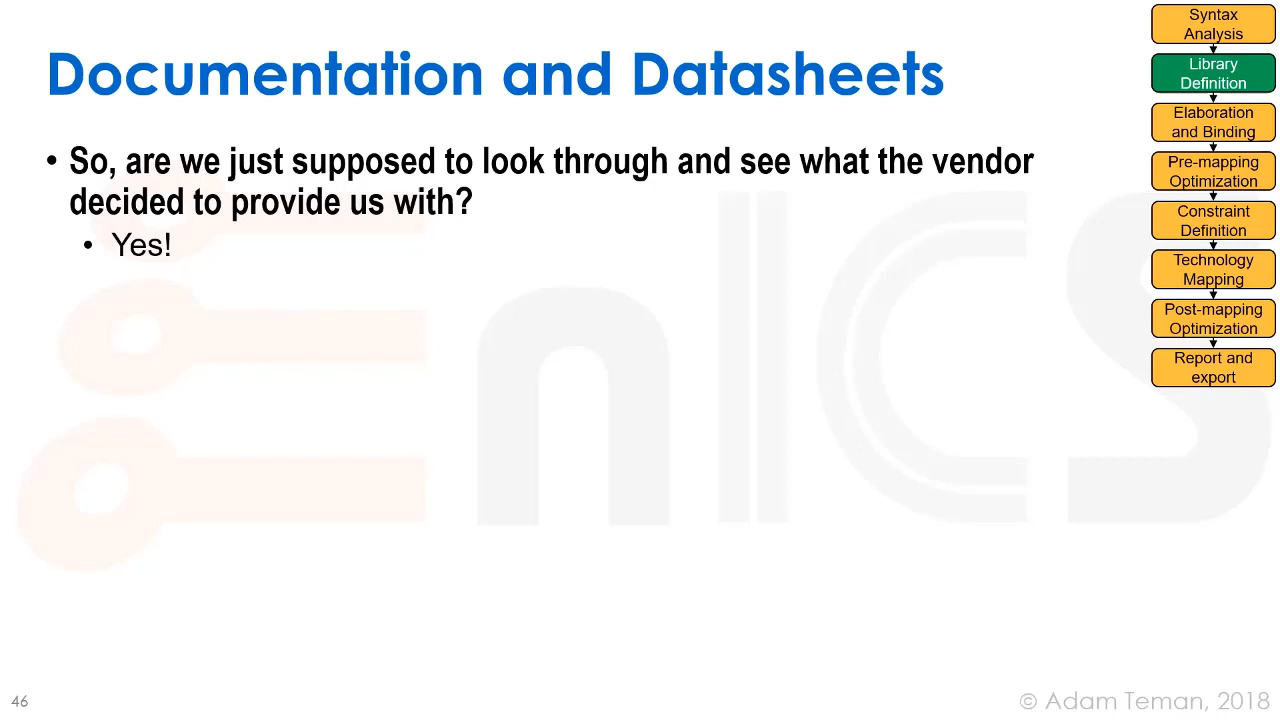 Documentation and Datasheets
• So, are we just supposed to look through and see what the vendor
decided to provide us with?
• Yes!
Syntax
Analysis
Library
Definition
Elaboration
and Binding
Pre-mapping
Optimization
Constraint
Definition
Technology
Mapping
Post-mapping
Optimization
Report and
export
EnICS
46
© Adam Teman, 2018